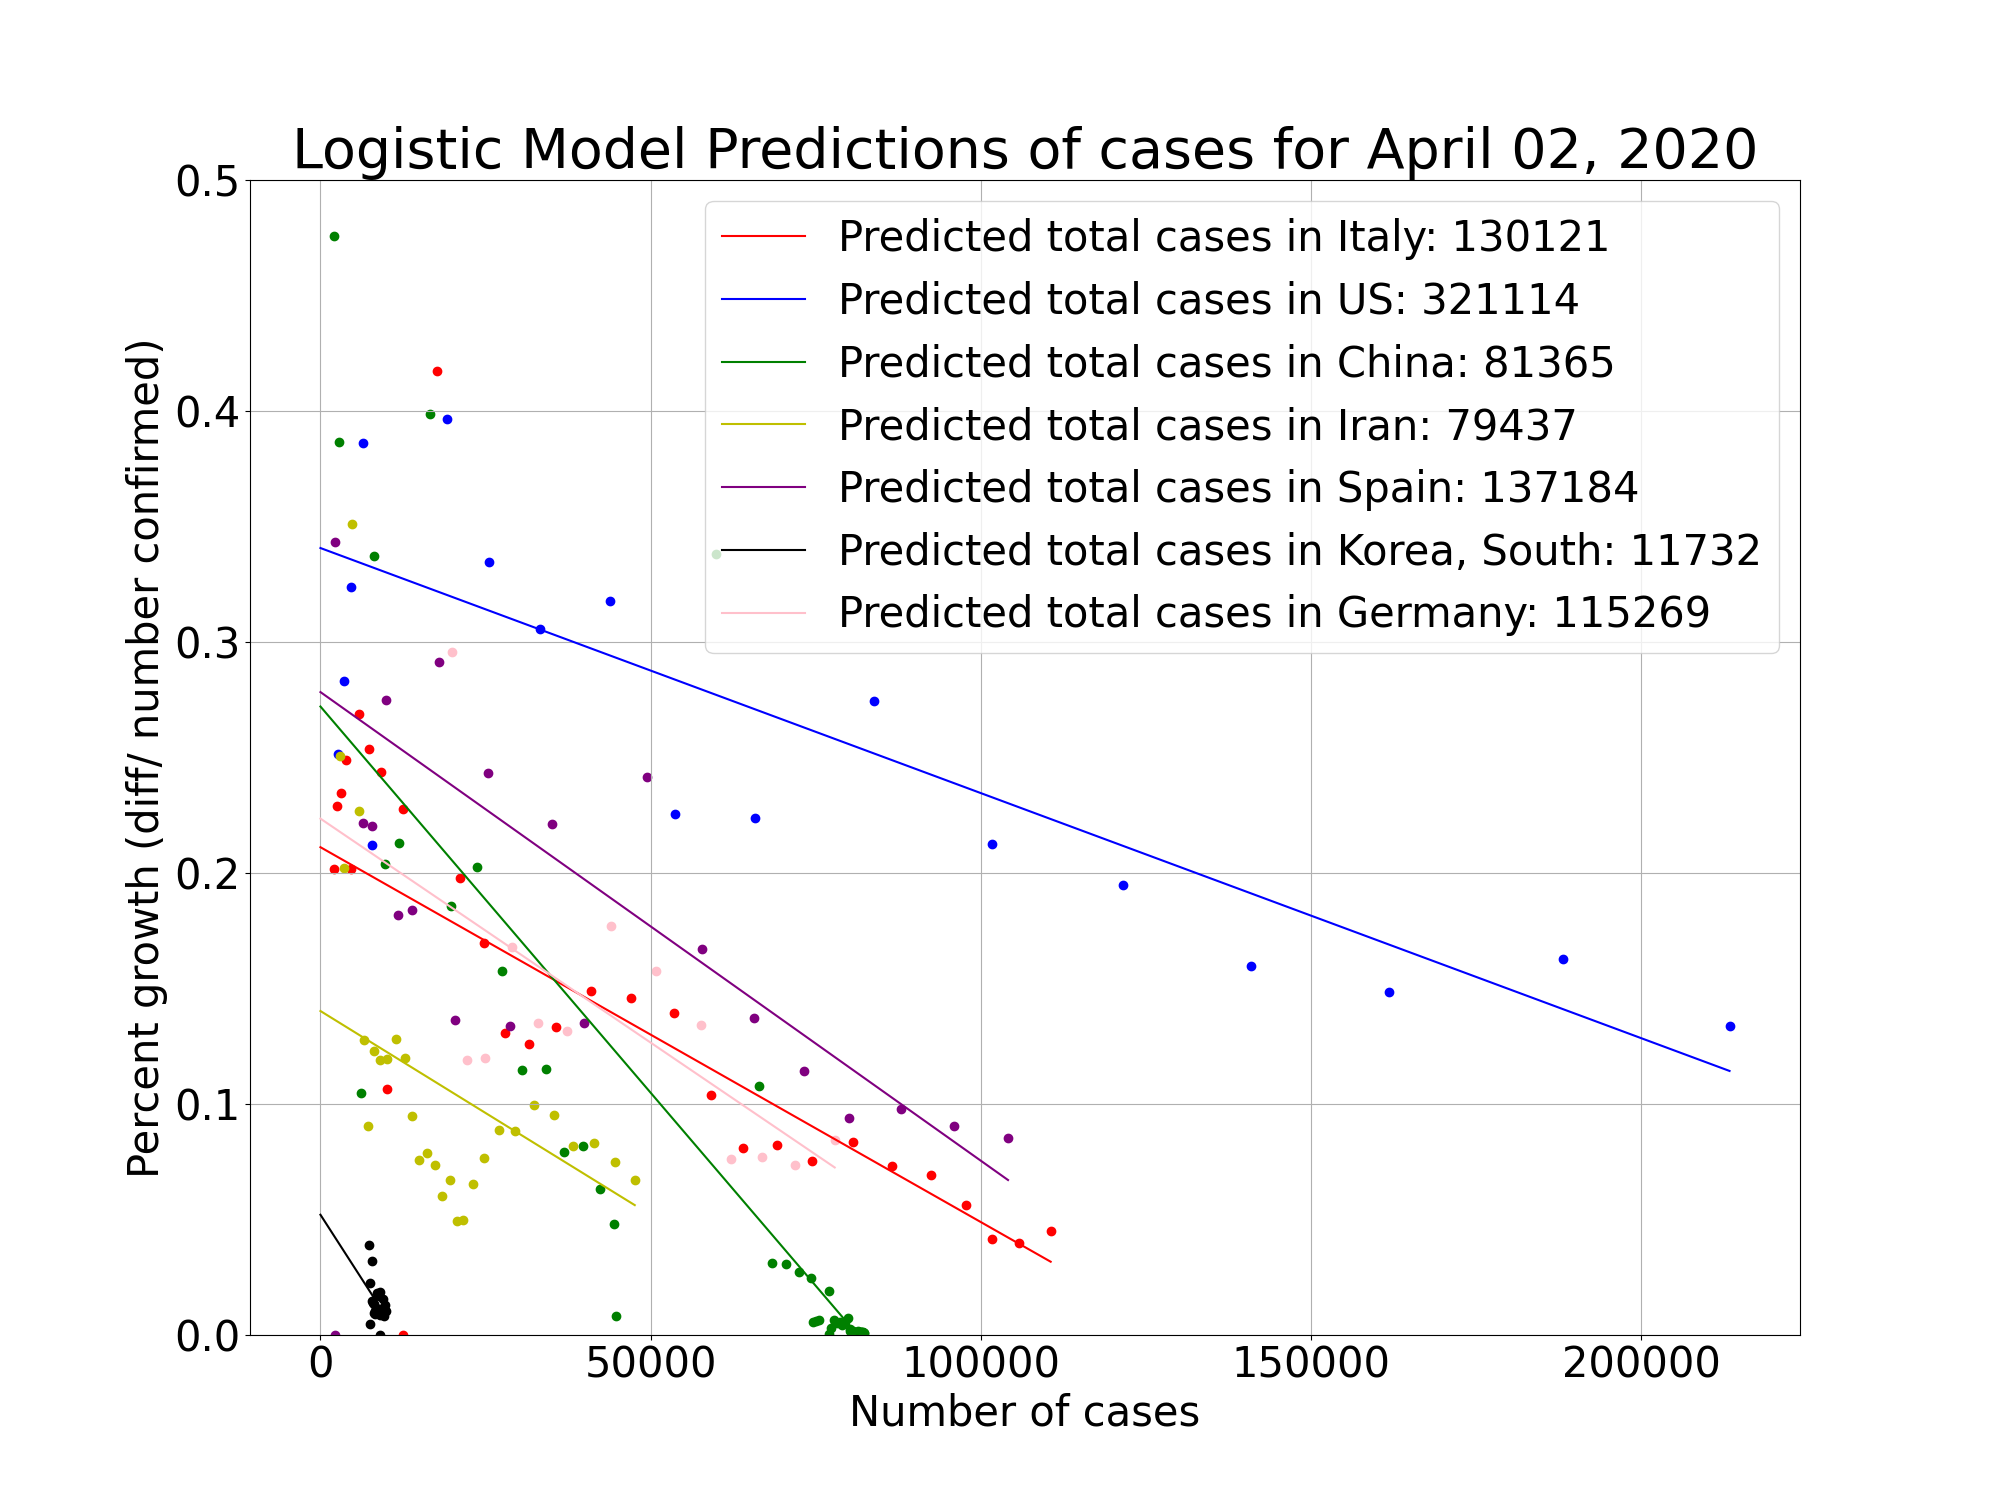 Logistic Model Predictions of cases for April 02, 2020
0.5
0.4
0.3
0.2
0.1
0.0
Percent growth (diff/ number confirmed)
Predicted total cases in Italy: 130121
Predicted total cases in US: 321114
Predicted total cases in China: 81365
Predicted total cases in Iran: 79437
Predicted total cases in Spain: 137184
Predicted total cases in Korea, South: 11732
Predicted total cases in Germany: 115269
0 50000 100000 150000 200000
Number of cases